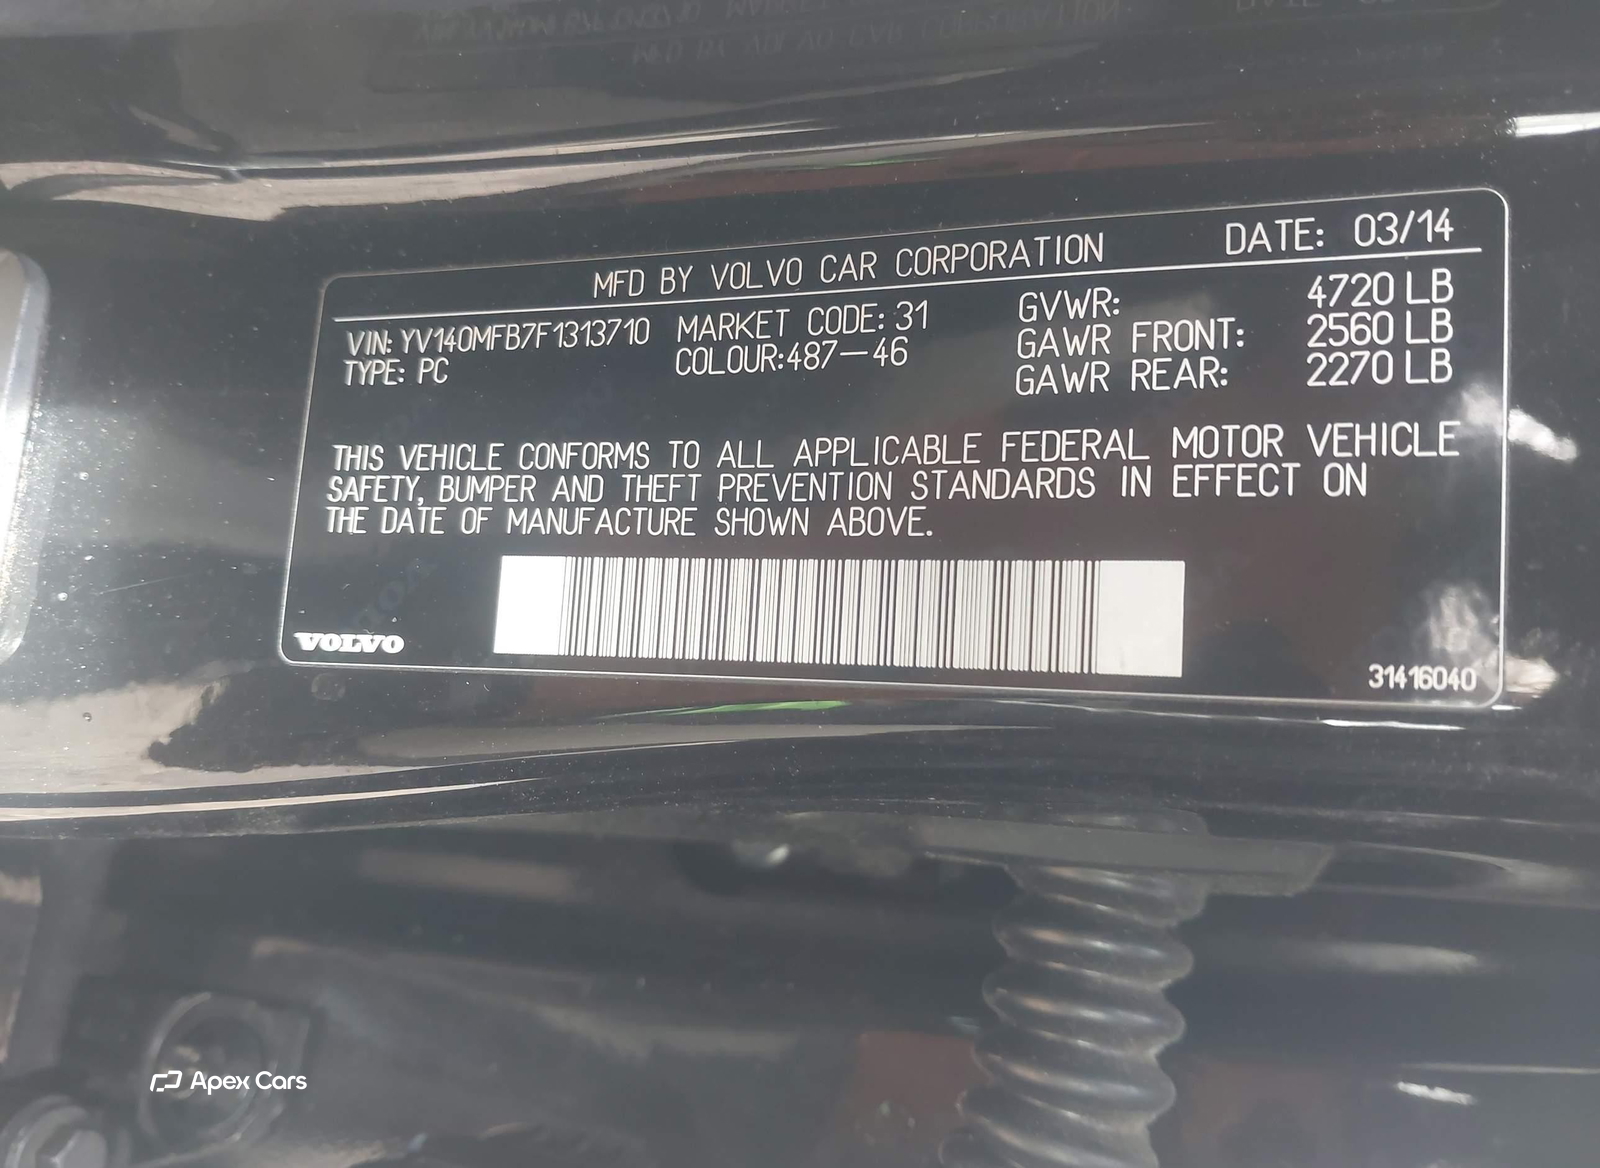 MFD BY VOLVO CAR CORPORATION DATE: 03/14
VIN: YV140MFB7F1313710 MARKET CODE: 31 GVWR: 4720 LB
TYPE: PC COLOUR:487—46 GAWR FRONT: 2560 LB
GAWR REAR: 2270 LB
THIS VEHICLE CONFORMS TO ALL APPLICABLE FEDERAL MOTOR VEHICLE
SAFETY, BUMPER AND THEFT PREVENTION STANDARDS IN EFFECT ON
THE DATE OF MANUFACTURE SHOWN ABOVE.
VOLVO
31416040
Apex Cars